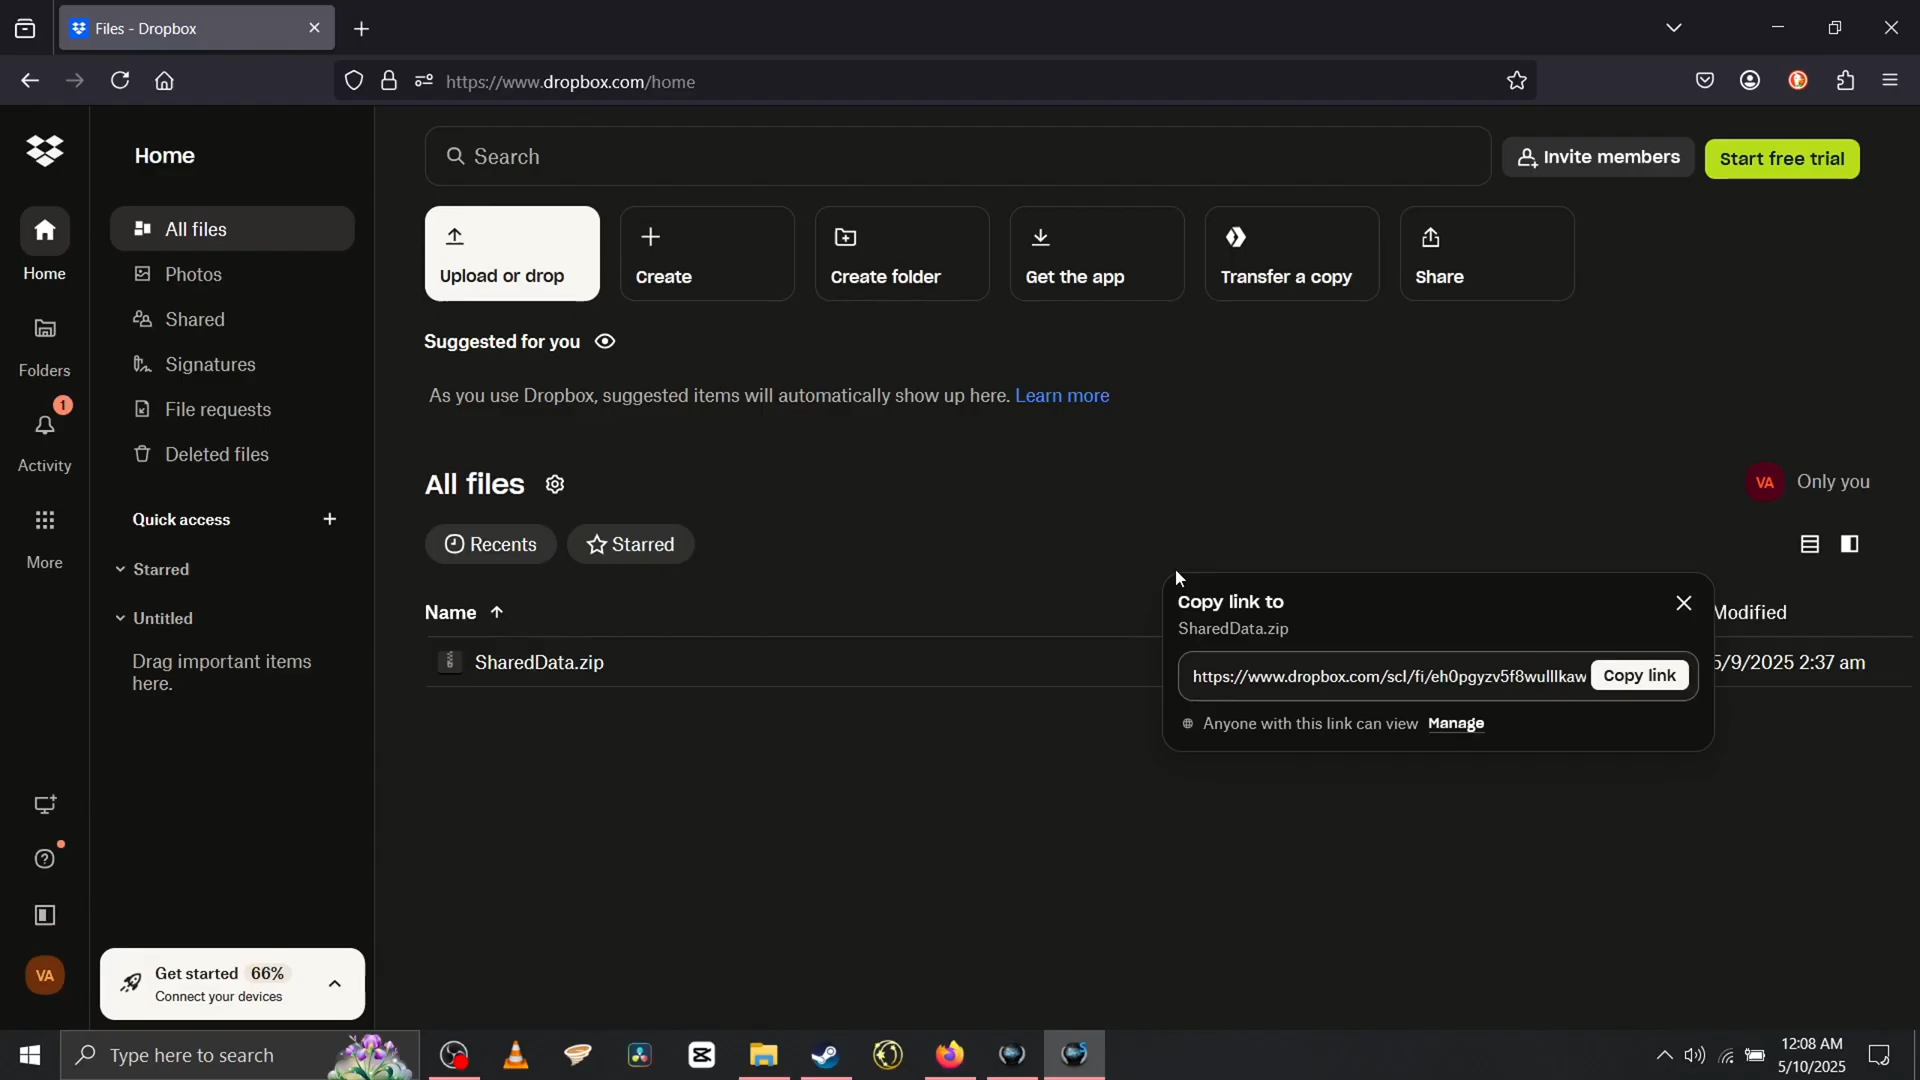 Files - Dropbox
https://www.dropbox.com/home
Home
Search
Invite members
Start free trial
Home
Folders
1
Activity
More
VA
All files
Photos
Shared
Signatures
File requests
Deleted files
Quick access
Starred
Untitled
Drag important items
here.
Get started 66%
Connect your devices
Upload or drop
Create
Create folder
Get the app
Transfer a copy
Share
Suggested for you
As you use Dropbox, suggested items will automatically show up here. Learn more
All files
VA Only you
Recents
Starred
Name
Modified
SharedData.zip
5/9/2025 2:37 am
Copy link to
SharedData.zip
https://www.dropbox.com/scl/fi/eh0pgyzv5f8wulllkaw
Copy link
Anyone with this link can view Manage
Type here to search
12:08 AM
5/10/2025